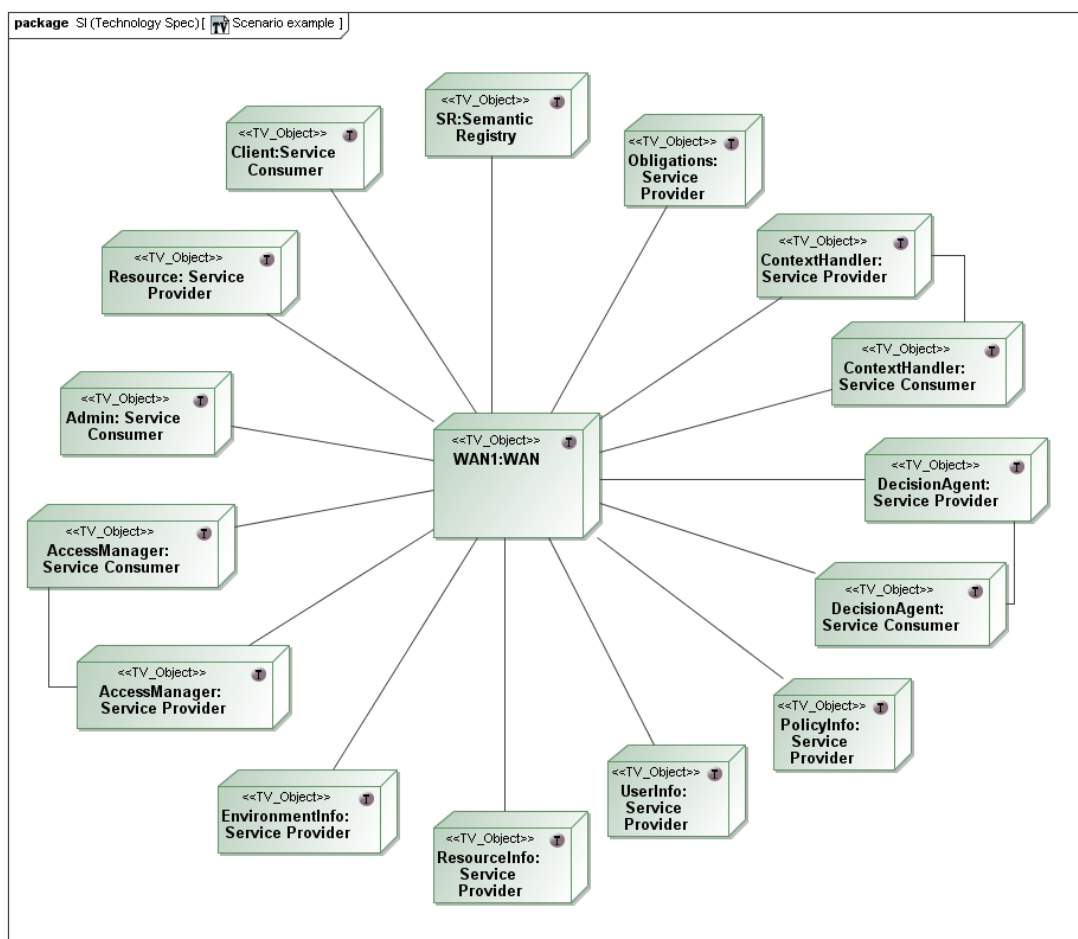 package SI (Technology Spec) [ TV Scenario example ]
<<TV_Object>> T
SR:Semantic
Registry
<<TV_Object>> T
Client:Service
Consumer
<<TV_Object>> T
Obligations:
Service
Provider
<<TV_Object>> T
Resource: Service
Provider
<<TV_Object>> T
ContextHandler:
Service Provider
<<TV_Object>> T
ContextHandler:
Service Consumer
<<TV_Object>> T
Admin: Service
Consumer
<<TV_Object>> T
WAN1:WAN
<<TV_Object>> T
DecisionAgent:
Service Provider
<<TV_Object>> T
AccessManager:
Service Consumer
<<TV_Object>> T
DecisionAgent:
Service Consumer
<<TV_Object>> T
AccessManager:
Service Provider
<<TV_Object>> T
PolicyInfo:
Service
Provider
<<TV_Object>> T
EnvironmentInfo:
Service Provider
<<TV_Object>> T
UserInfo:
Service
Provider
<<TV_Object>> T
ResourceInfo:
Service
Provider